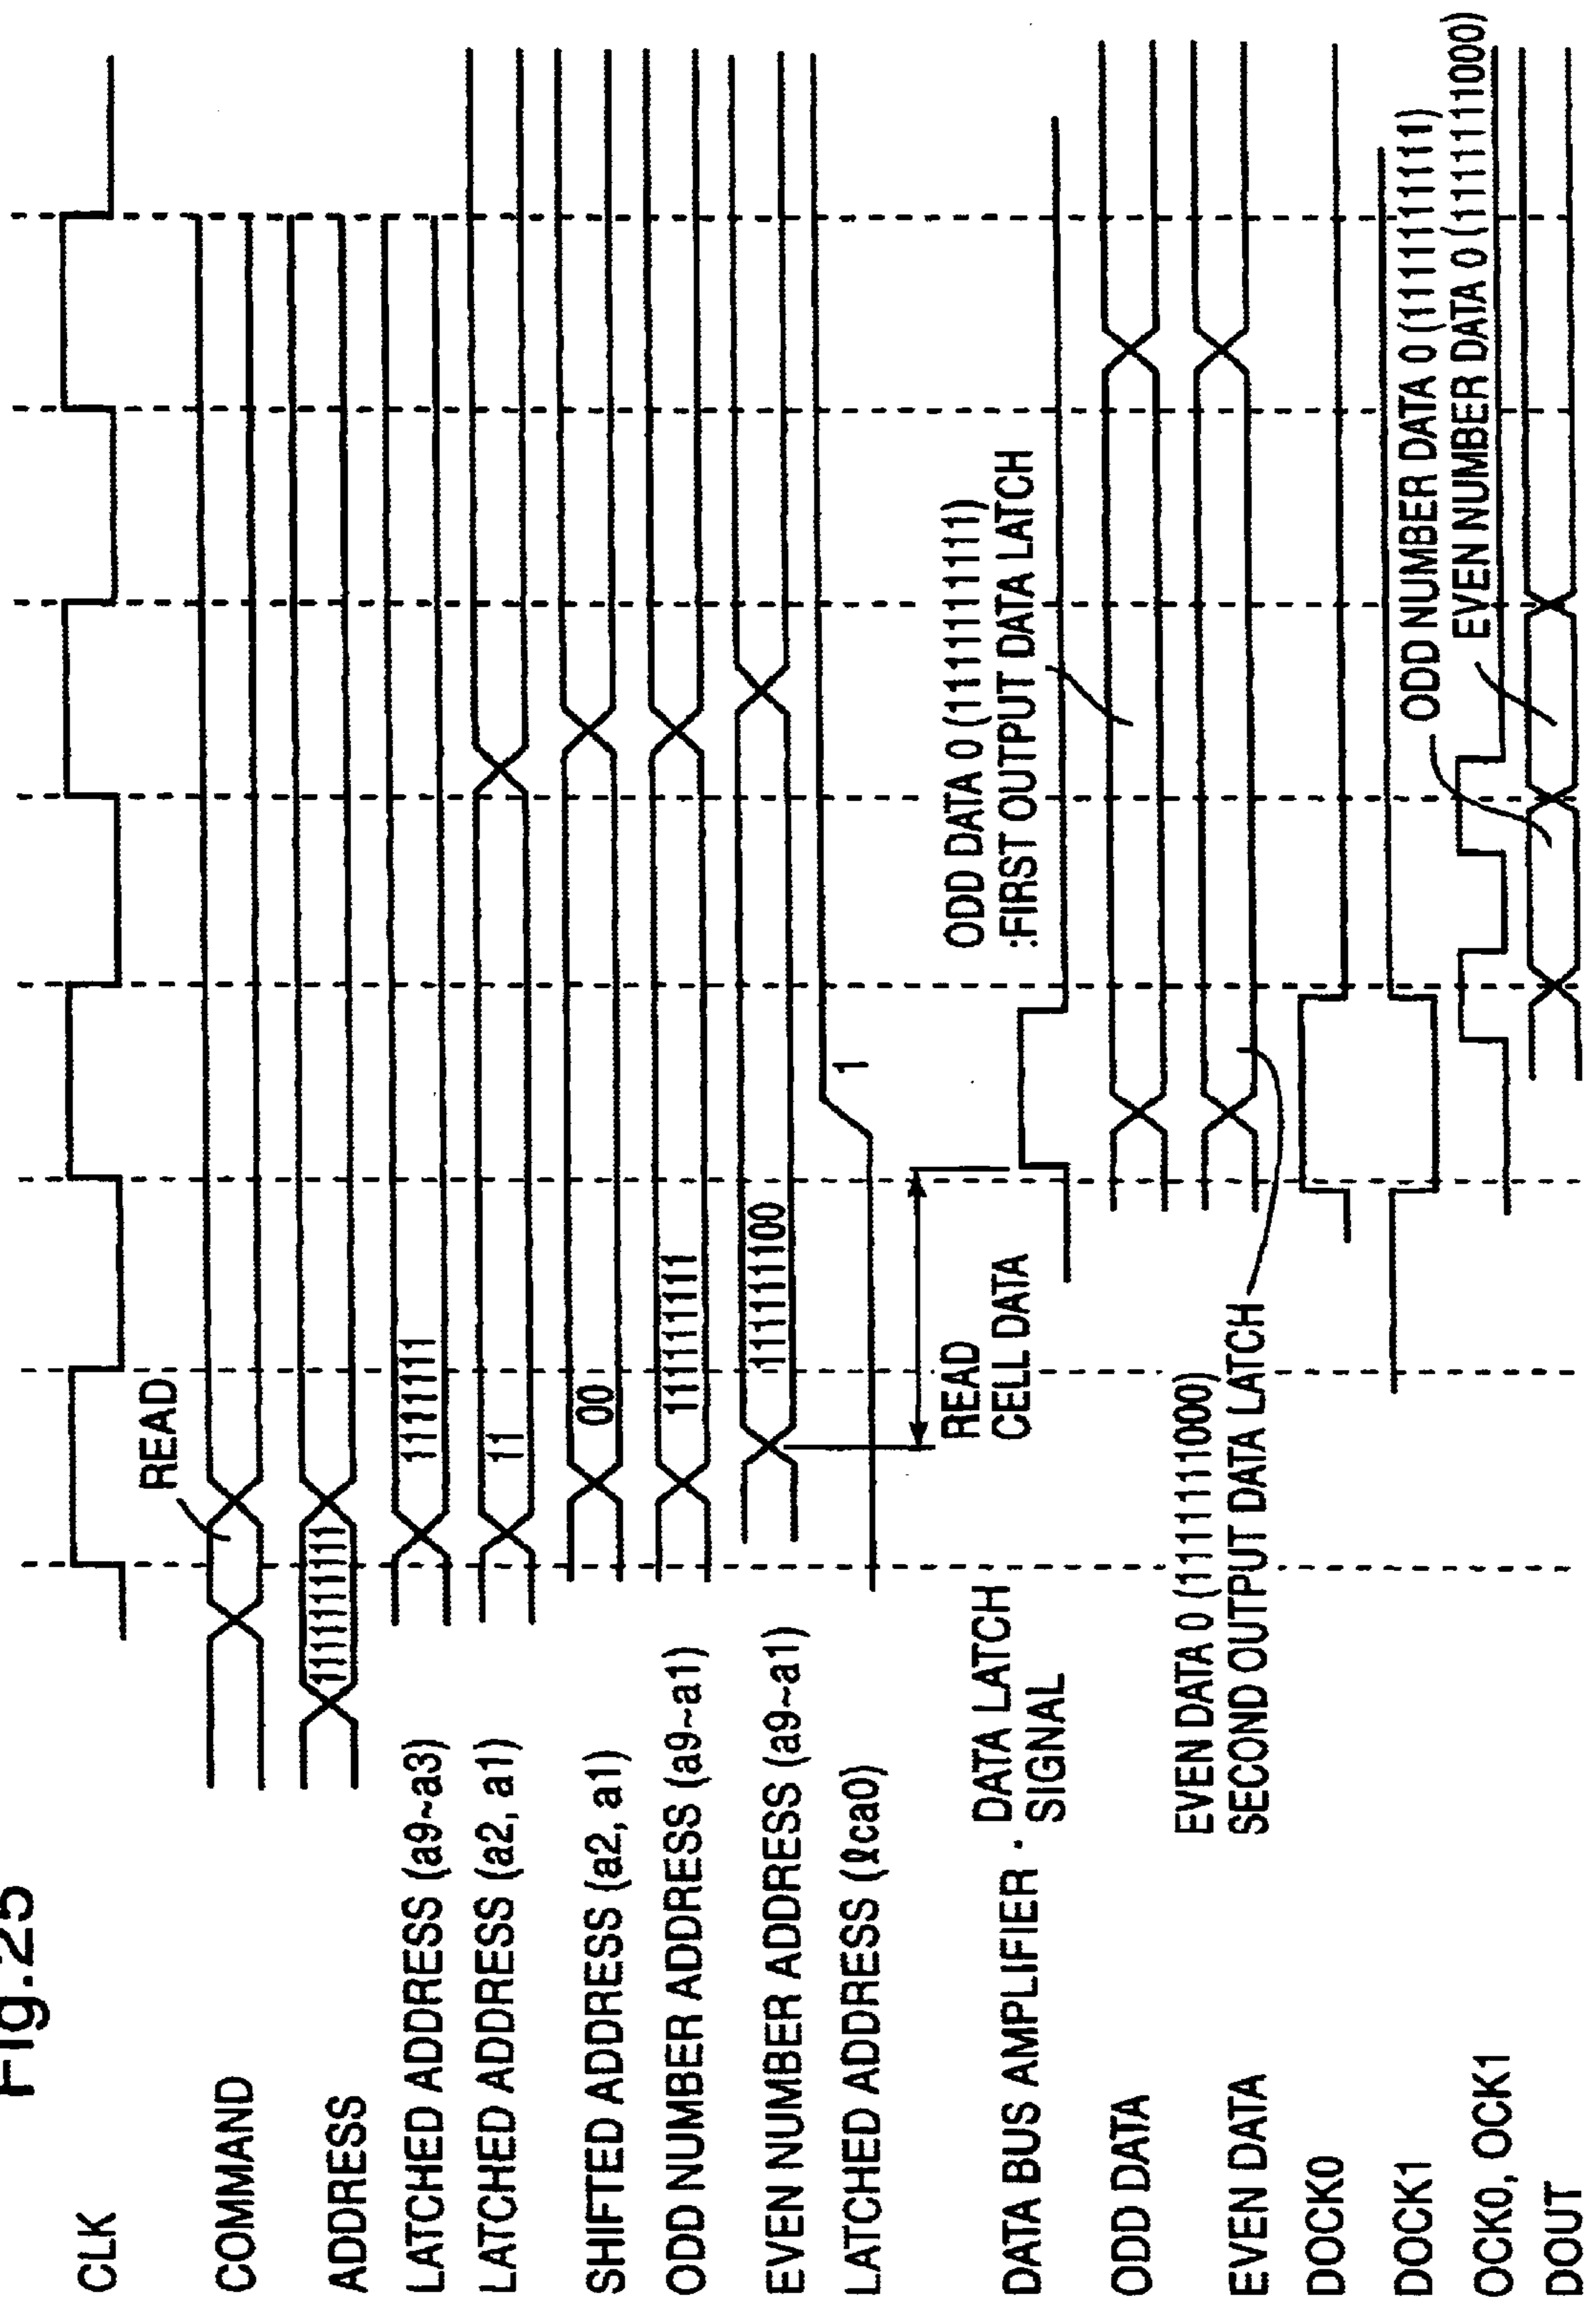 Fig.25
CLK
COMMAND
READ
ADDRESS
1111111111
LATCHED ADDRESS (a9~a3)
1111111
LATCHED ADDRESS (a2, a1)
11
SHIFTED ADDRESS (a2, a1)
00
ODD NUMBER ADDRESS (a9~a1)
111111111
EVEN NUMBER ADDRESS (a9~a1)
111111100
LATCHED ADDRESS (ℓca0)
1
READ
CELL DATA
DATA BUS AMPLIFIER · DATA LATCH
SIGNAL
ODD DATA 0 (1111111111)
:FIRST OUTPUT DATA LATCH
ODD DATA
EVEN DATA 0 (1111111000)
SECOND OUTPUT DATA LATCH
EVEN DATA
DOCK0
DOCK1
ODD NUMBER DATA 0 (1111111111)
EVEN NUMBER DATA 0 (1111111000)
OCK0, OCK1
DOUT